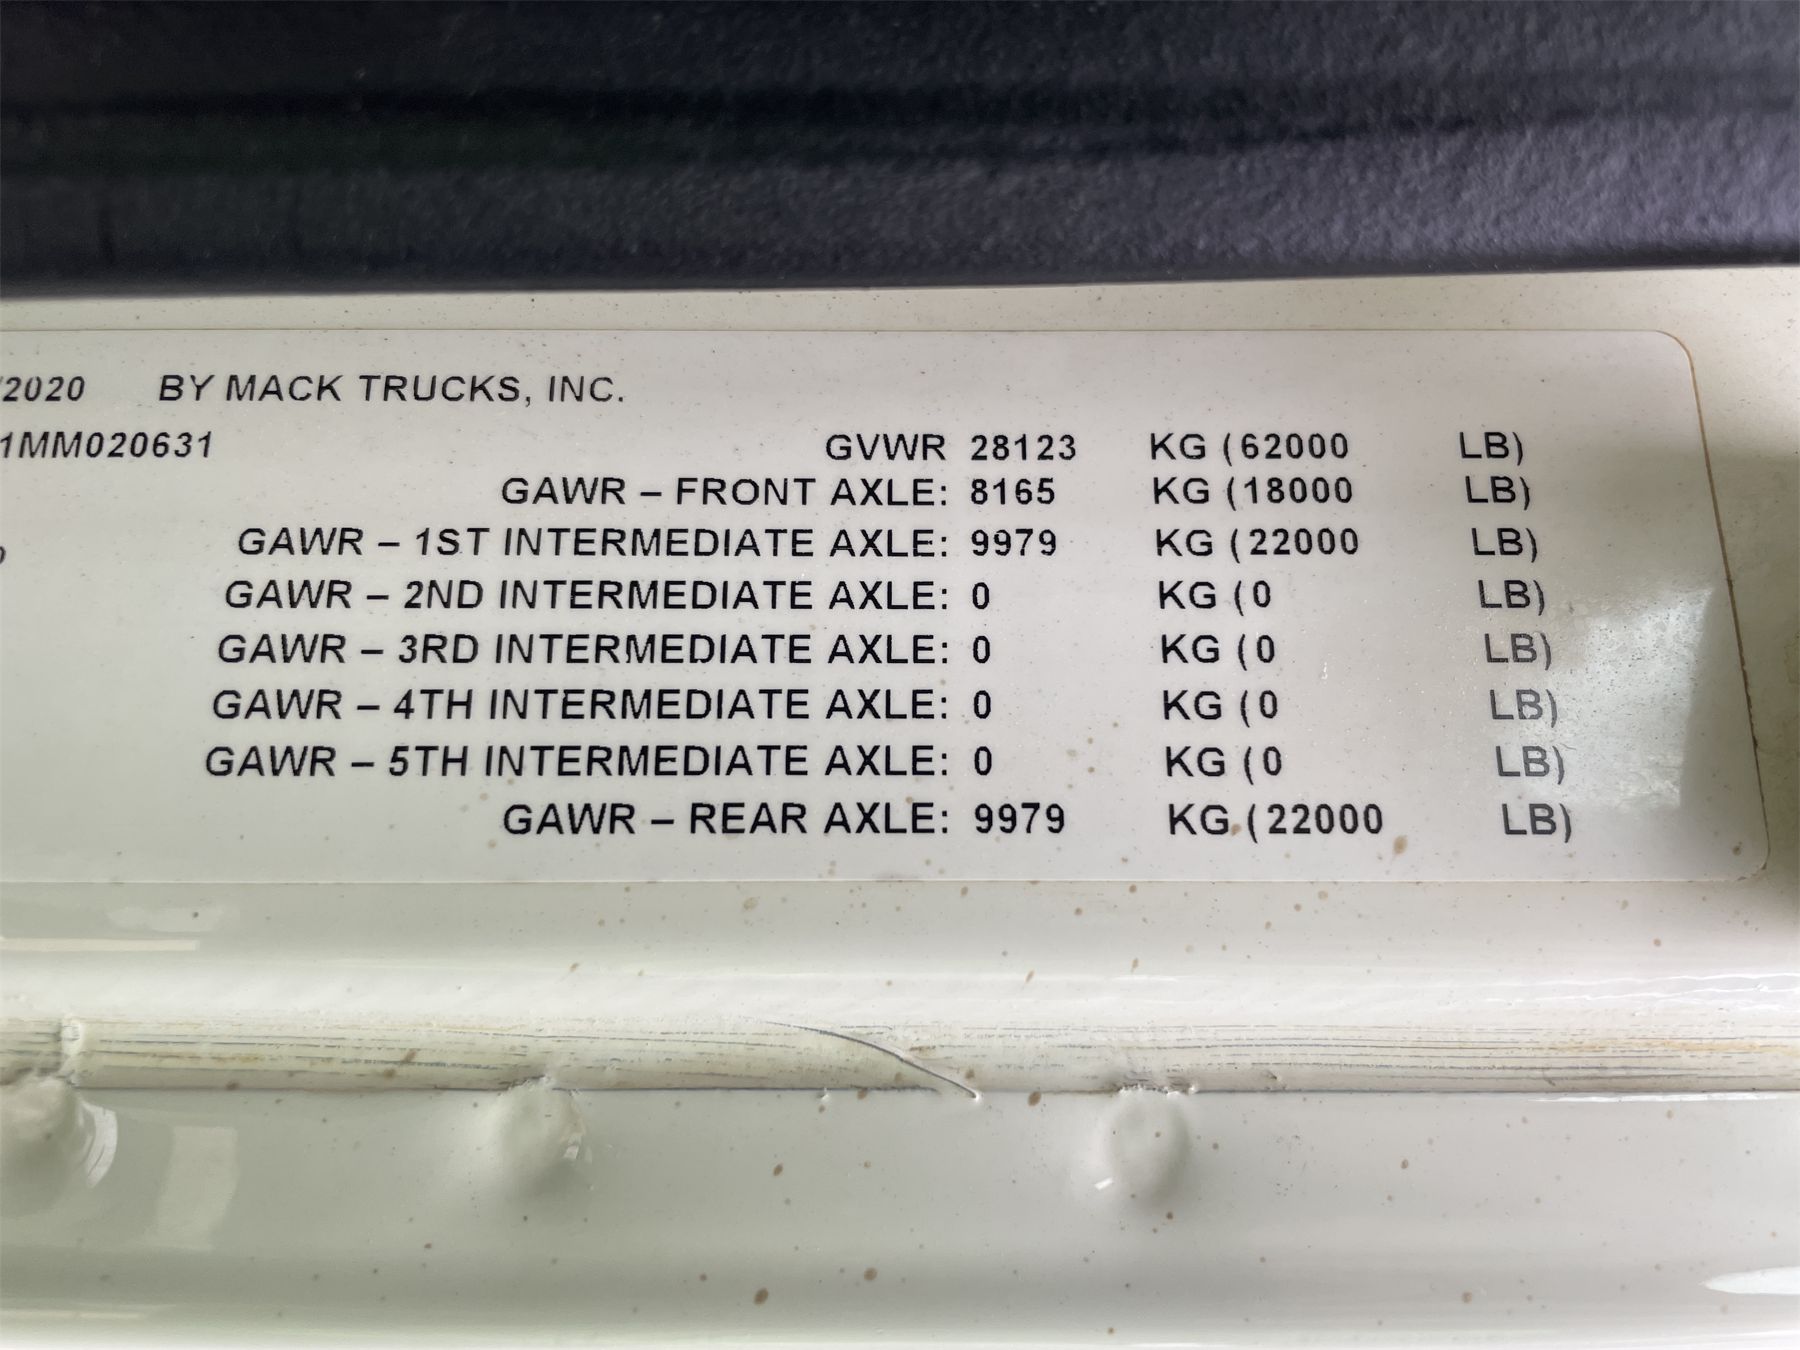 /2020 BY MACK TRUCKS, INC.
1MM020631 GVWR 28123 KG (62000 LB)
GAWR – FRONT AXLE: 8165 KG (18000 LB)
GAWR – 1ST INTERMEDIATE AXLE: 9979 KG (22000 LB)
GAWR – 2ND INTERMEDIATE AXLE: 0 KG (0 LB)
GAWR – 3RD INTERMEDIATE AXLE: 0 KG (0 LB)
GAWR – 4TH INTERMEDIATE AXLE: 0 KG (0 LB)
GAWR – 5TH INTERMEDIATE AXLE: 0 KG (0 LB)
GAWR – REAR AXLE: 9979 KG (22000 LB)